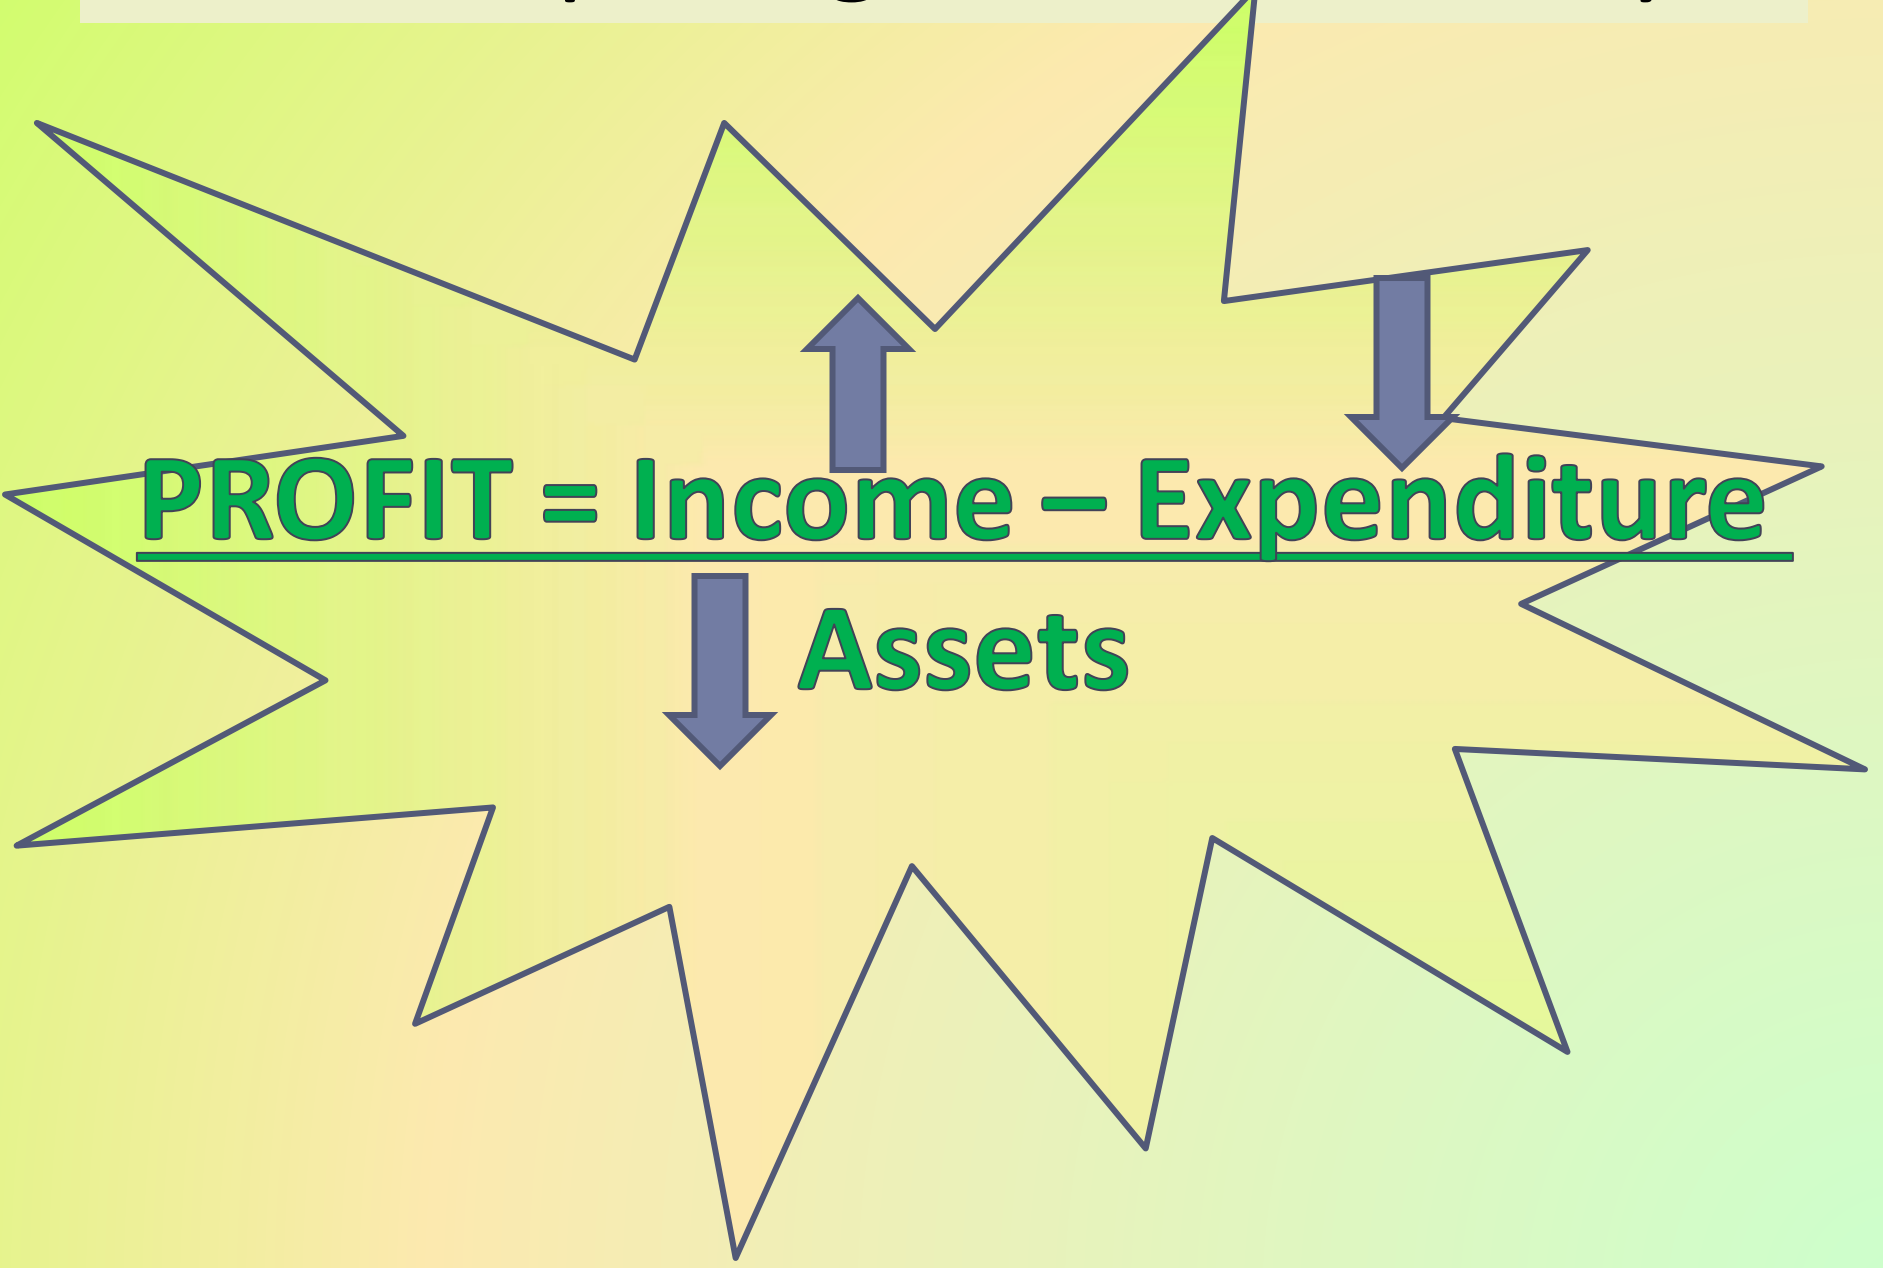 PROFIT = Income – Expenditure
Assets